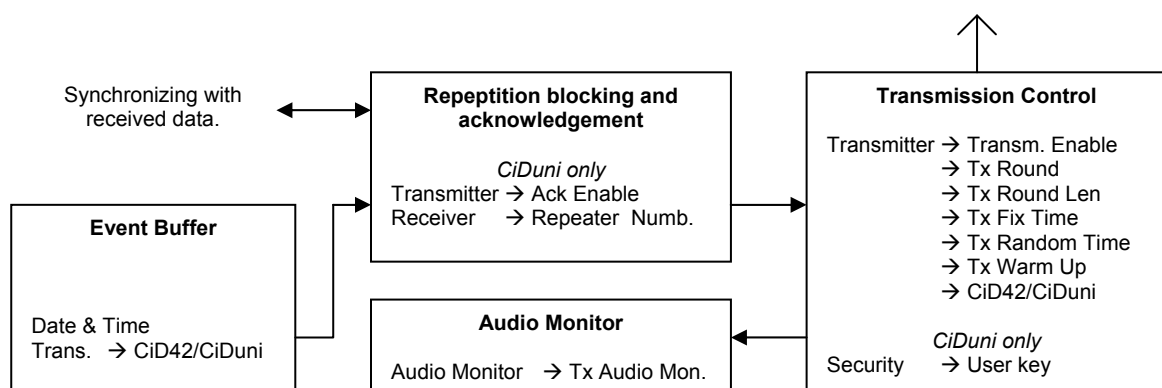 Synchronizing with
received data.
Repeptition blocking and
acknowledgement
CiDuni only
Transmitter → Ack Enable
Receiver → Repeater Numb.
Event Buffer
Date & Time
Trans. → CiD42/CiDuni
Audio Monitor
Audio Monitor → Tx Audio Mon.
Transmission Control
Transmitter → Transm. Enable
→ Tx Round
→ Tx Round Len
→ Tx Fix Time
→ Tx Random Time
→ Tx Warm Up
→ CiD42/CiDuni
CiDuni only
Security → User key